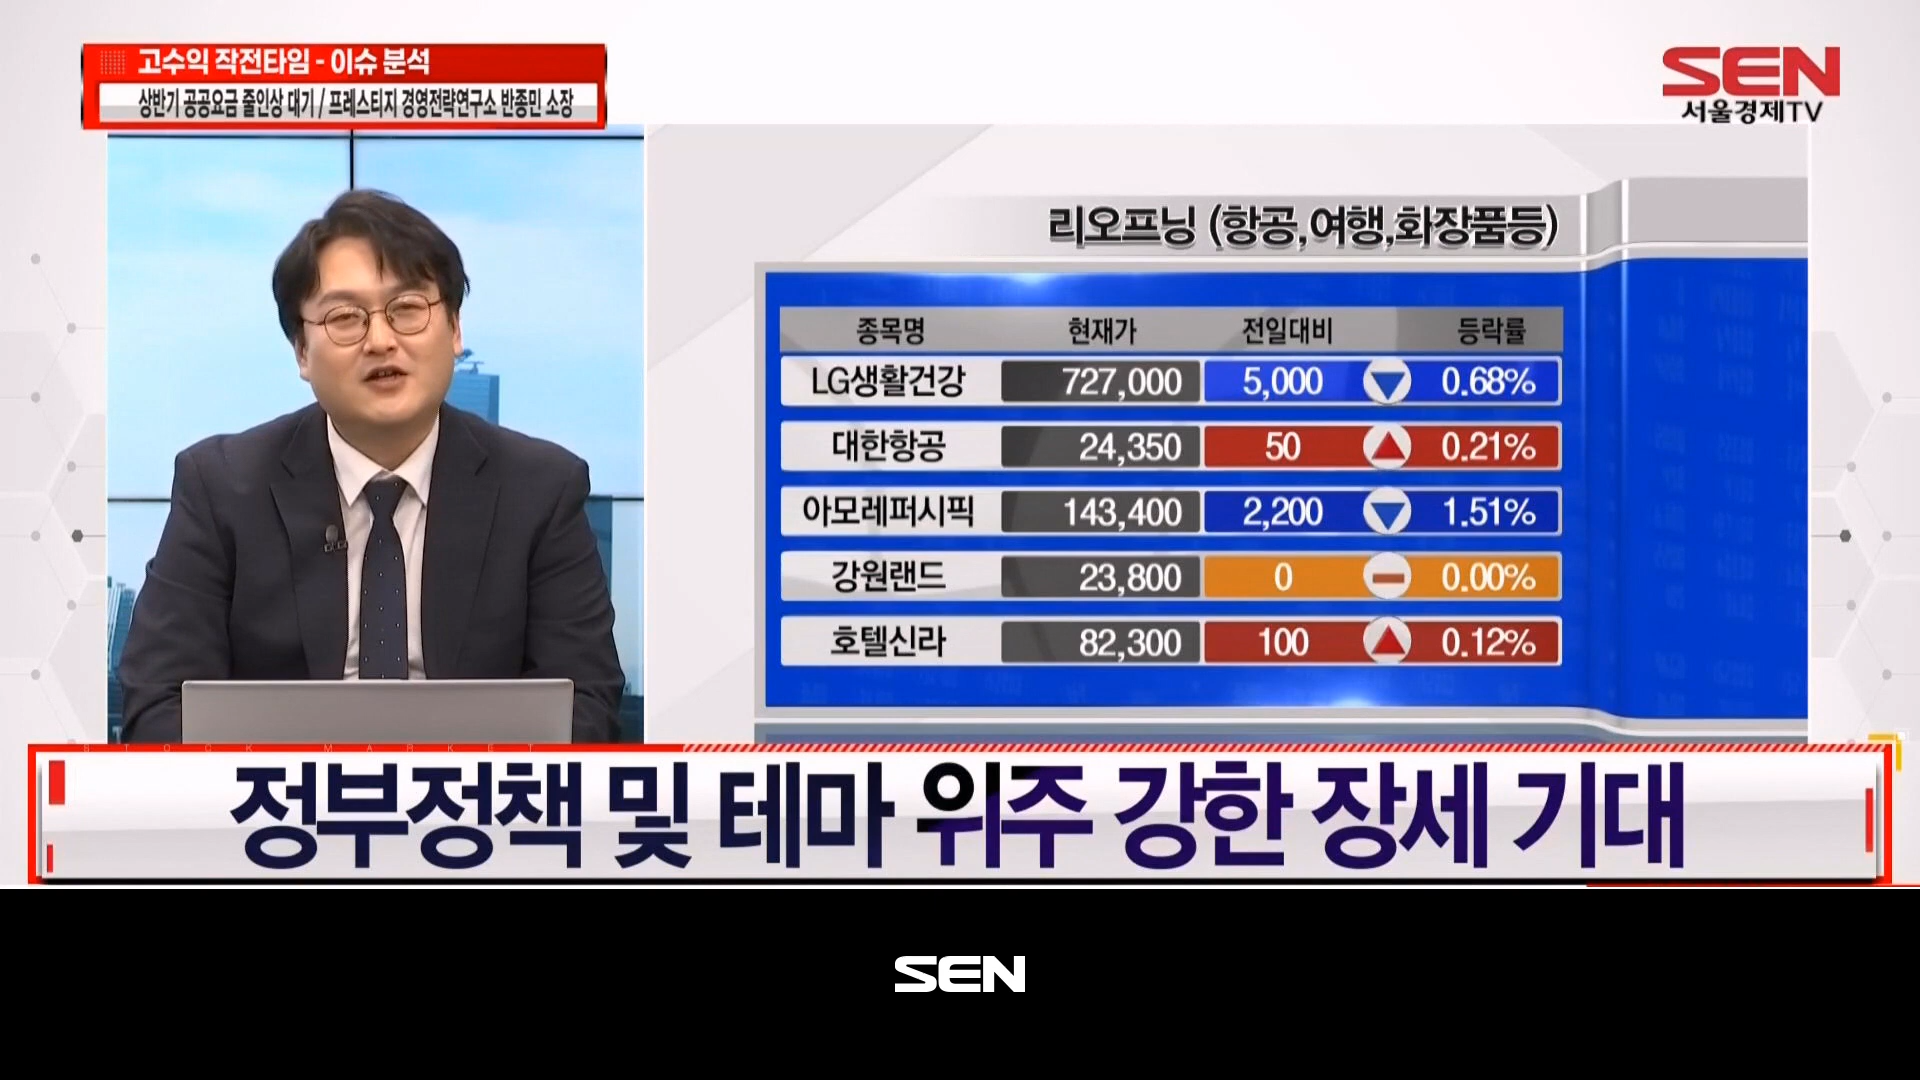 고수익 작전타임 - 이슈 분석
상반기 공공요금 줄인상 대기 / 프레스티지 경영전략연구소 반종민 소장
SEN
서울경제TV
리오프닝 (항공,여행,화장품등)
종목명 현재가 전일대비 등락률
LG생활건강 727,000 5,000 ▼ 0.68%
대한항공 24,350 50 ▲ 0.21%
아모레퍼시픽 143,400 2,200 ▼ 1.51%
강원랜드 23,800 0 - 0.00%
호텔신라 82,300 100 ▲ 0.12%
STOCK MARKET
정부정책 및 테마 위주 강한 장세 기대
SEN